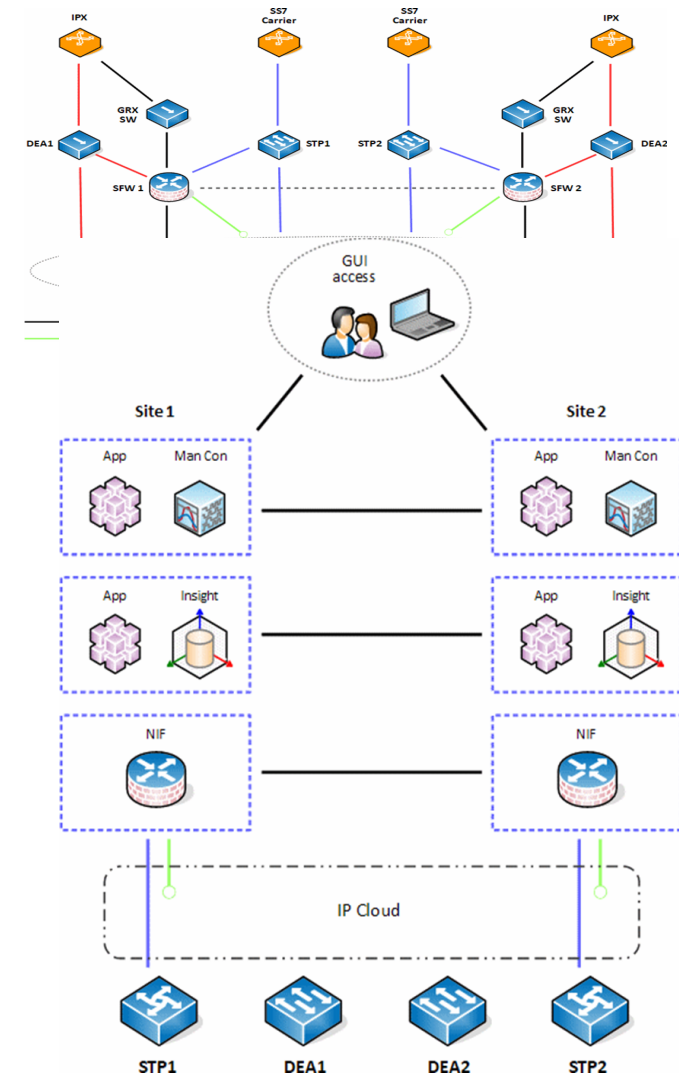 IPX
SS7
Carrier
SS7
Carrier
IPX
GRX
SW
GRX
SW
DEA1
STP1
STP2
DEA2
SFW 1
SFW 2
GUI
access
Site 1
Site 2
App
Man Con
App
Man Con
App
Insight
App
Insight
NIF
NIF
IP Cloud
STP1
DEA1
DEA2
STP2